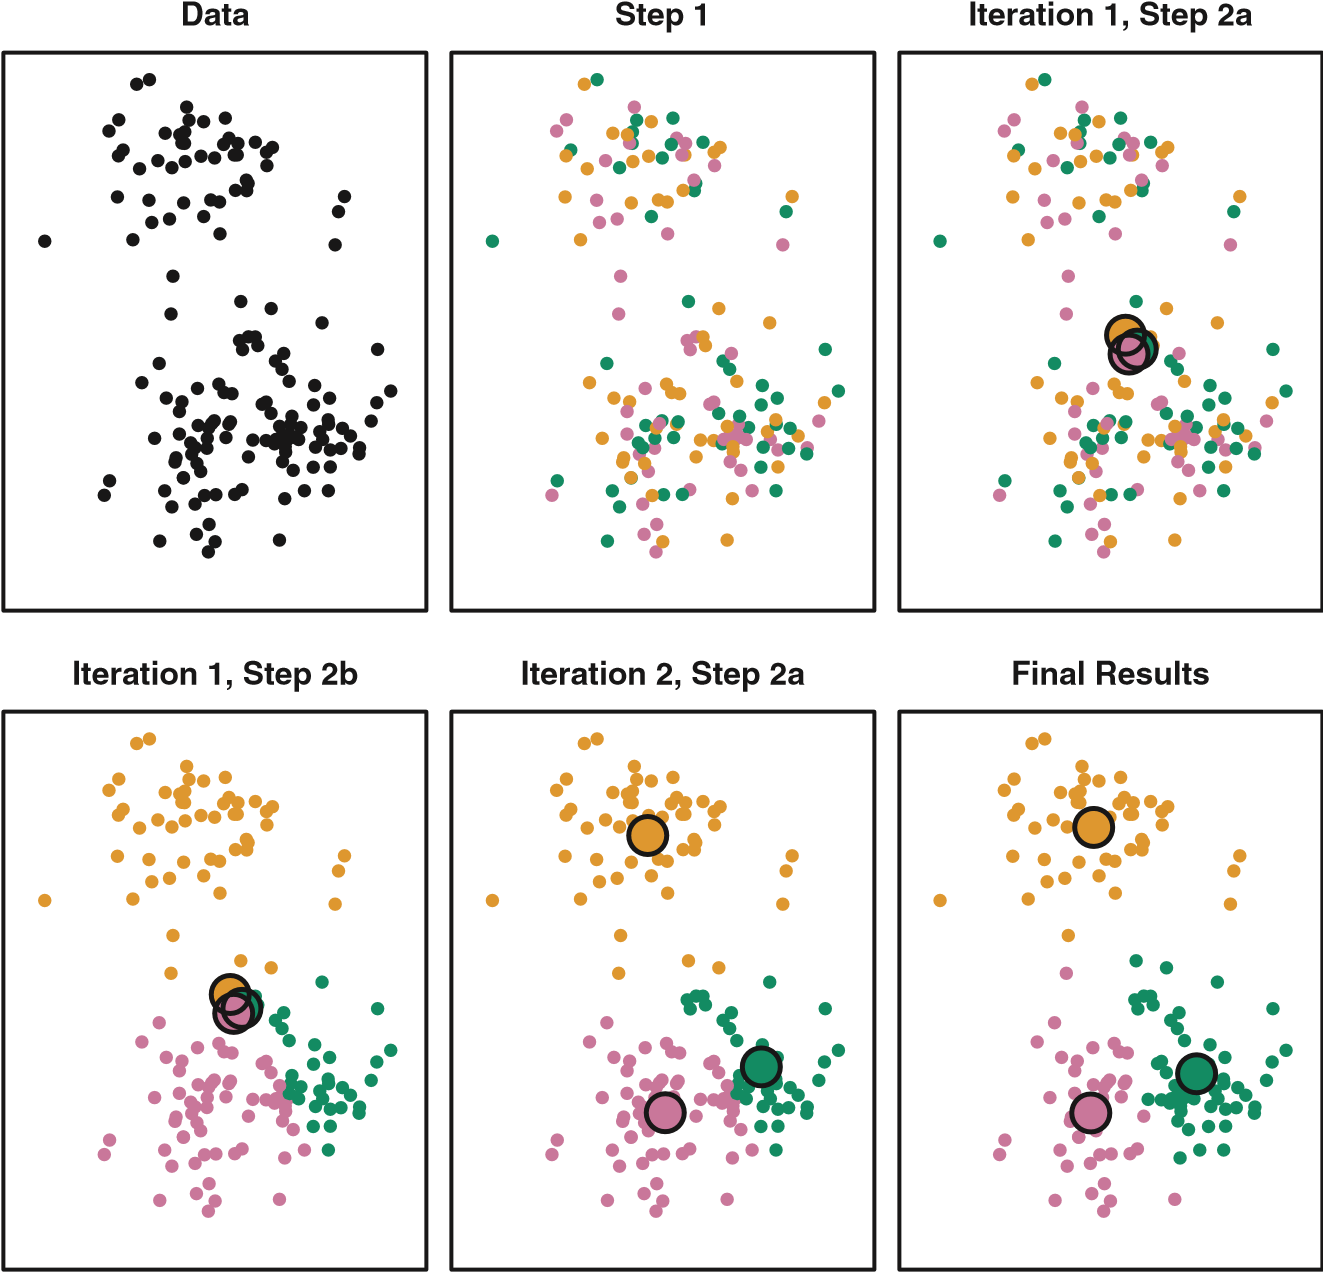 Data
Step 1
Iteration 1, Step 2a
Iteration 1, Step 2b
Iteration 2, Step 2a
Final Results